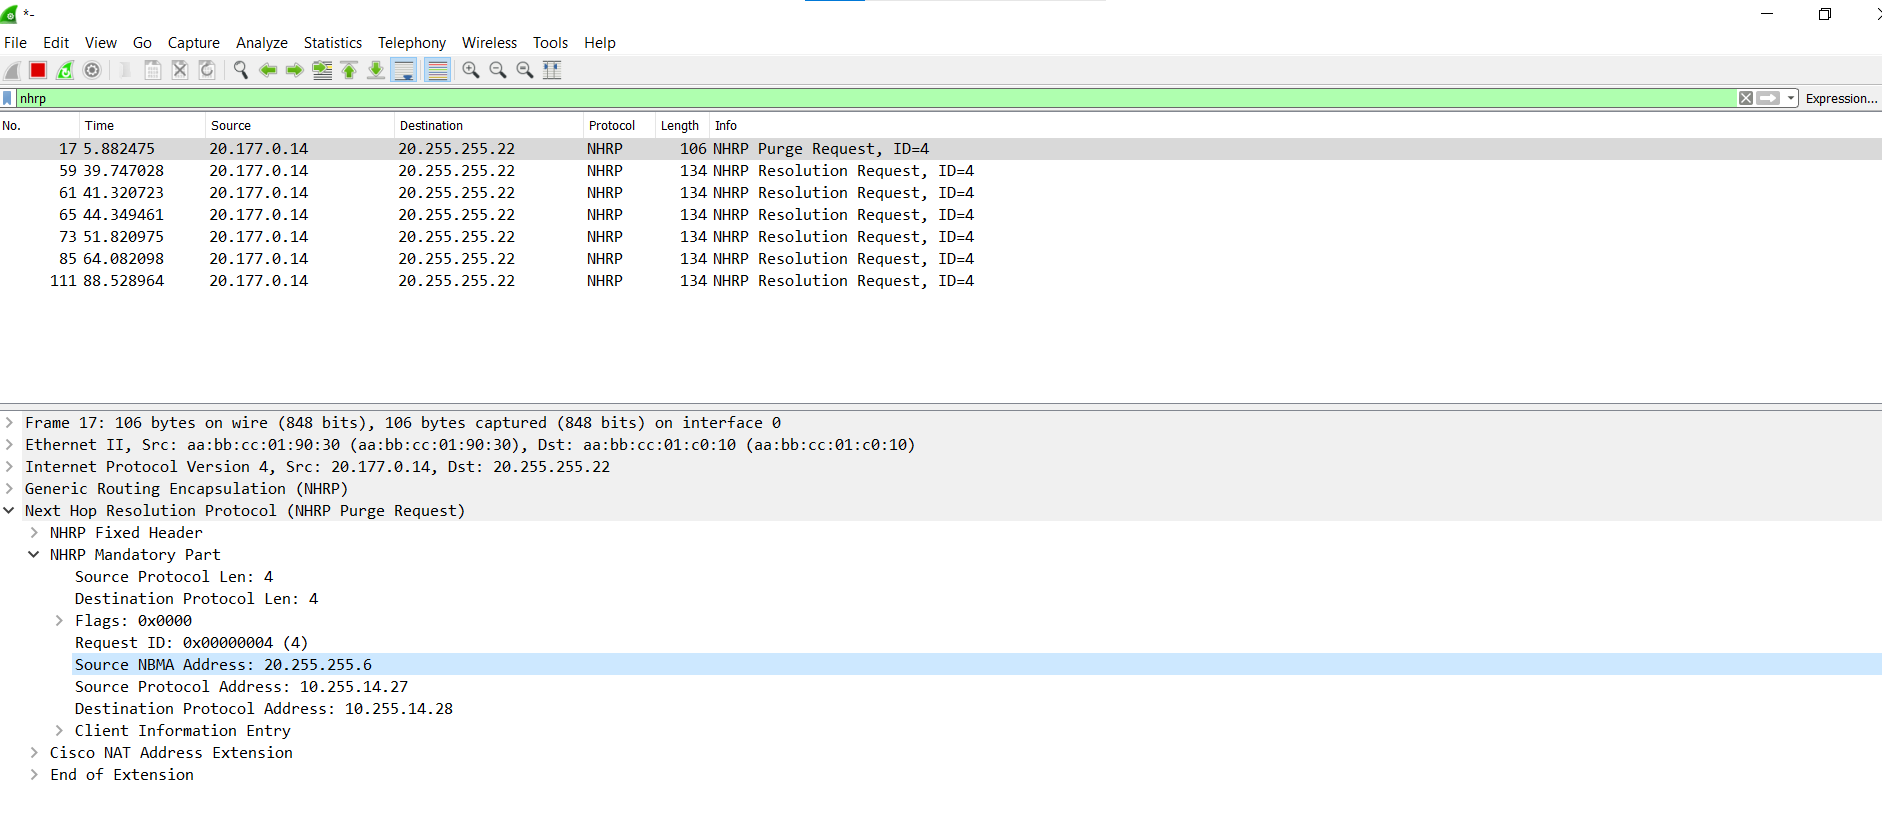 *-
File Edit View Go Capture Analyze Statistics Telephony Wireless Tools Help
nhrp Expression...
No. Time Source Destination Protocol Length Info
17 5.882475 20.177.0.14 20.255.255.22 NHRP 106 NHRP Purge Request, ID=4
59 39.747028 20.177.0.14 20.255.255.22 NHRP 134 NHRP Resolution Request, ID=4
61 41.320723 20.177.0.14 20.255.255.22 NHRP 134 NHRP Resolution Request, ID=4
65 44.349461 20.177.0.14 20.255.255.22 NHRP 134 NHRP Resolution Request, ID=4
73 51.820975 20.177.0.14 20.255.255.22 NHRP 134 NHRP Resolution Request, ID=4
85 64.082098 20.177.0.14 20.255.255.22 NHRP 134 NHRP Resolution Request, ID=4
111 88.528964 20.177.0.14 20.255.255.22 NHRP 134 NHRP Resolution Request, ID=4
Frame 17: 106 bytes on wire (848 bits), 106 bytes captured (848 bits) on interface 0
Ethernet II, Src: aa:bb:cc:01:90:30 (aa:bb:cc:01:90:30), Dst: aa:bb:cc:01:c0:10 (aa:bb:cc:01:c0:10)
Internet Protocol Version 4, Src: 20.177.0.14, Dst: 20.255.255.22
Generic Routing Encapsulation (NHRP)
Next Hop Resolution Protocol (NHRP Purge Request)
NHRP Fixed Header
NHRP Mandatory Part
Source Protocol Len: 4
Destination Protocol Len: 4
Flags: 0x0000
Request ID: 0x00000004 (4)
Source NBMA Address: 20.255.255.6
Source Protocol Address: 10.255.14.27
Destination Protocol Address: 10.255.14.28
Client Information Entry
Cisco NAT Address Extension
End of Extension